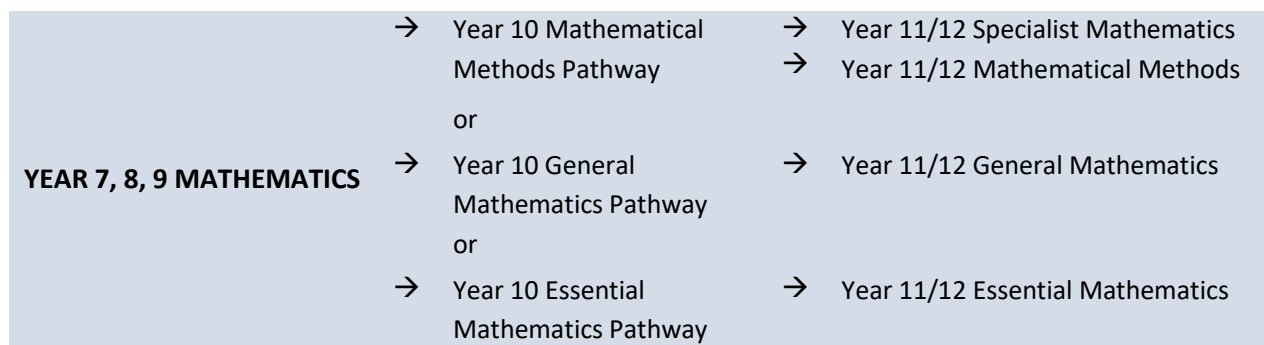 → Year 10 Mathematical → Year 11/12 Specialist Mathematics
Methods Pathway → Year 11/12 Mathematical Methods
or
YEAR 7, 8, 9 MATHEMATICS → Year 10 General → Year 11/12 General Mathematics
Mathematics Pathway
or
→ Year 10 Essential → Year 11/12 Essential Mathematics
Mathematics Pathway